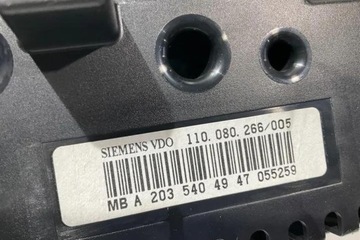 SIEMENS VDO 110.080.266/005
MB A 203 540 49 47 055259